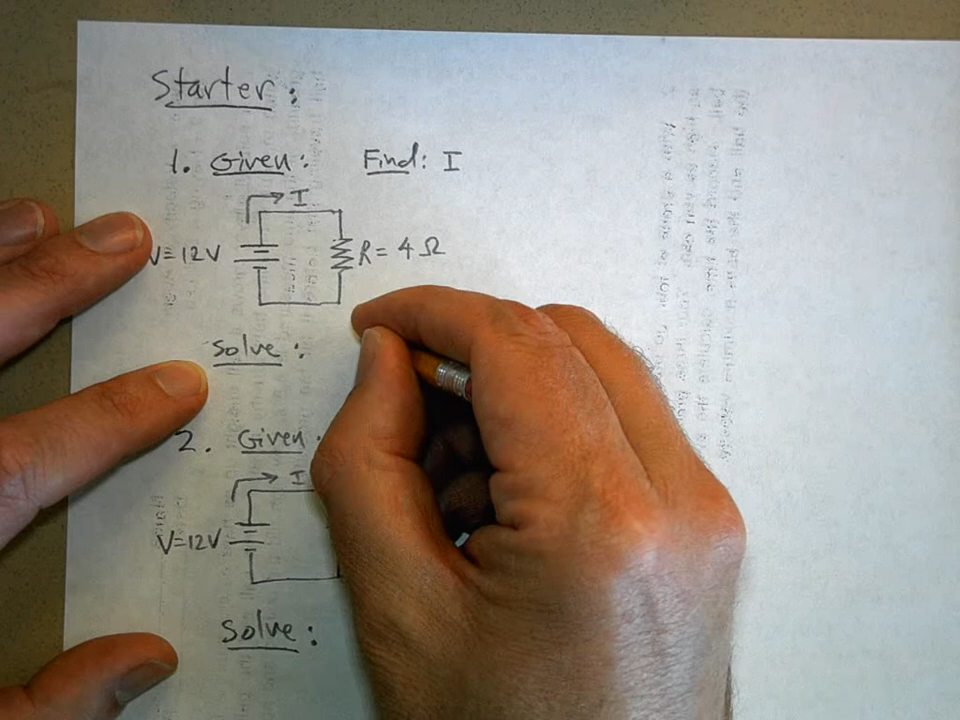 Starter:
1. Given: Find: I
I
V=12V R= 4 Ω
Solve:
2. Given
I
V=12V
Solve: